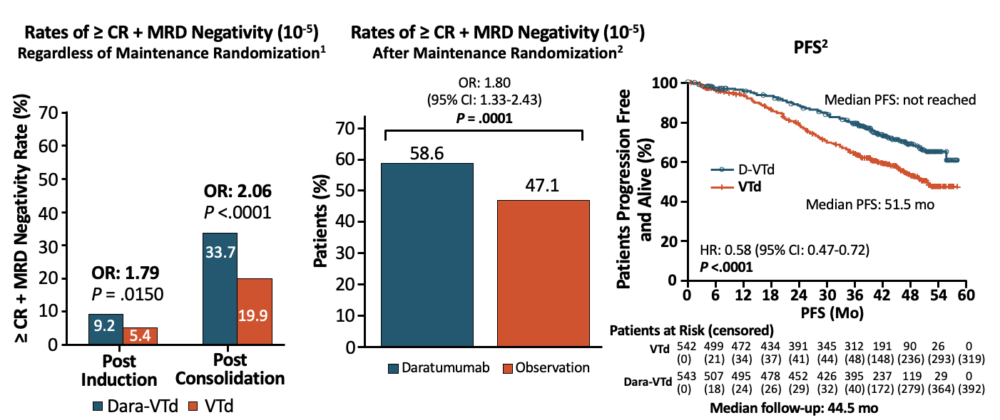 Rates of ≥ CR + MRD Negativity (10⁻⁵)
Regardless of Maintenance Randomization¹
≥ CR + MRD Negativity Rate (%)
70
60
50
40
30
20
10
0
OR: 1.79
P = .0150
9.2
5.4
OR: 2.06
P <.0001
33.7
19.9
Post
Induction
Post
Consolidation
Dara-VTd
VTd
Rates of ≥ CR + MRD Negativity (10⁻⁵)
After Maintenance Randomization²
OR: 1.80
(95% CI: 1.33-2.43)
P = .0001
Patients (%)
70
60
50
40
30
20
10
0
58.6
47.1
Daratumumab
Observation
PFS²
Patients Progression Free
and Alive (%)
100
80
60
40
20
0
Median PFS: not reached
D-VTd
VTd
Median PFS: 51.5 mo
HR: 0.58 (95% CI: 0.47-0.72)
P <.0001
0 6 12 18 24 30 36 42 48 54 60
PFS (Mo)
Patients at Risk (censored)
VTd 542 499 472 434 391 345 312 191 90 26 0
(0) (21) (34) (37) (41) (44) (48) (148) (236) (293) (319)
Dara-VTd 543 507 495 478 452 426 395 237 119 29 0
(0) (18) (24) (26) (29) (32) (40) (172) (279) (364) (392)
Median follow-up: 44.5 mo